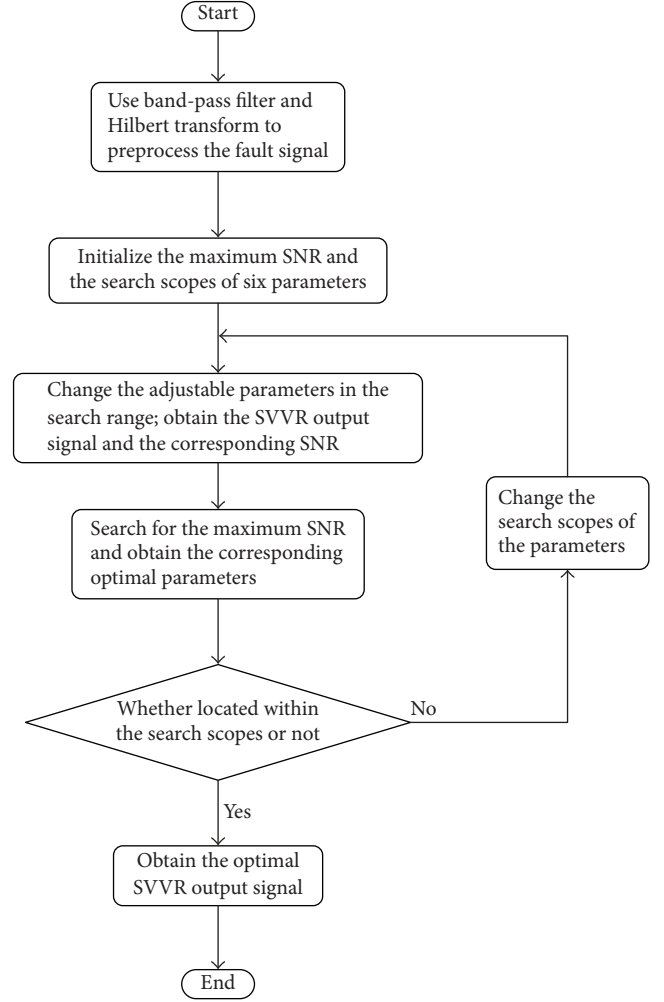 Start
Use band-pass filter and
Hilbert transform to
preprocess the fault signal
Initialize the maximum SNR and
the search scopes of six parameters
Change the adjustable parameters in the
search range; obtain the SVVR output
signal and the corresponding SNR
Change the
search scopes of
the parameters
Search for the maximum SNR
and obtain the corresponding
optimal parameters
Whether located within
the search scopes or not
No
Yes
Obtain the optimal
SVVR output signal
End